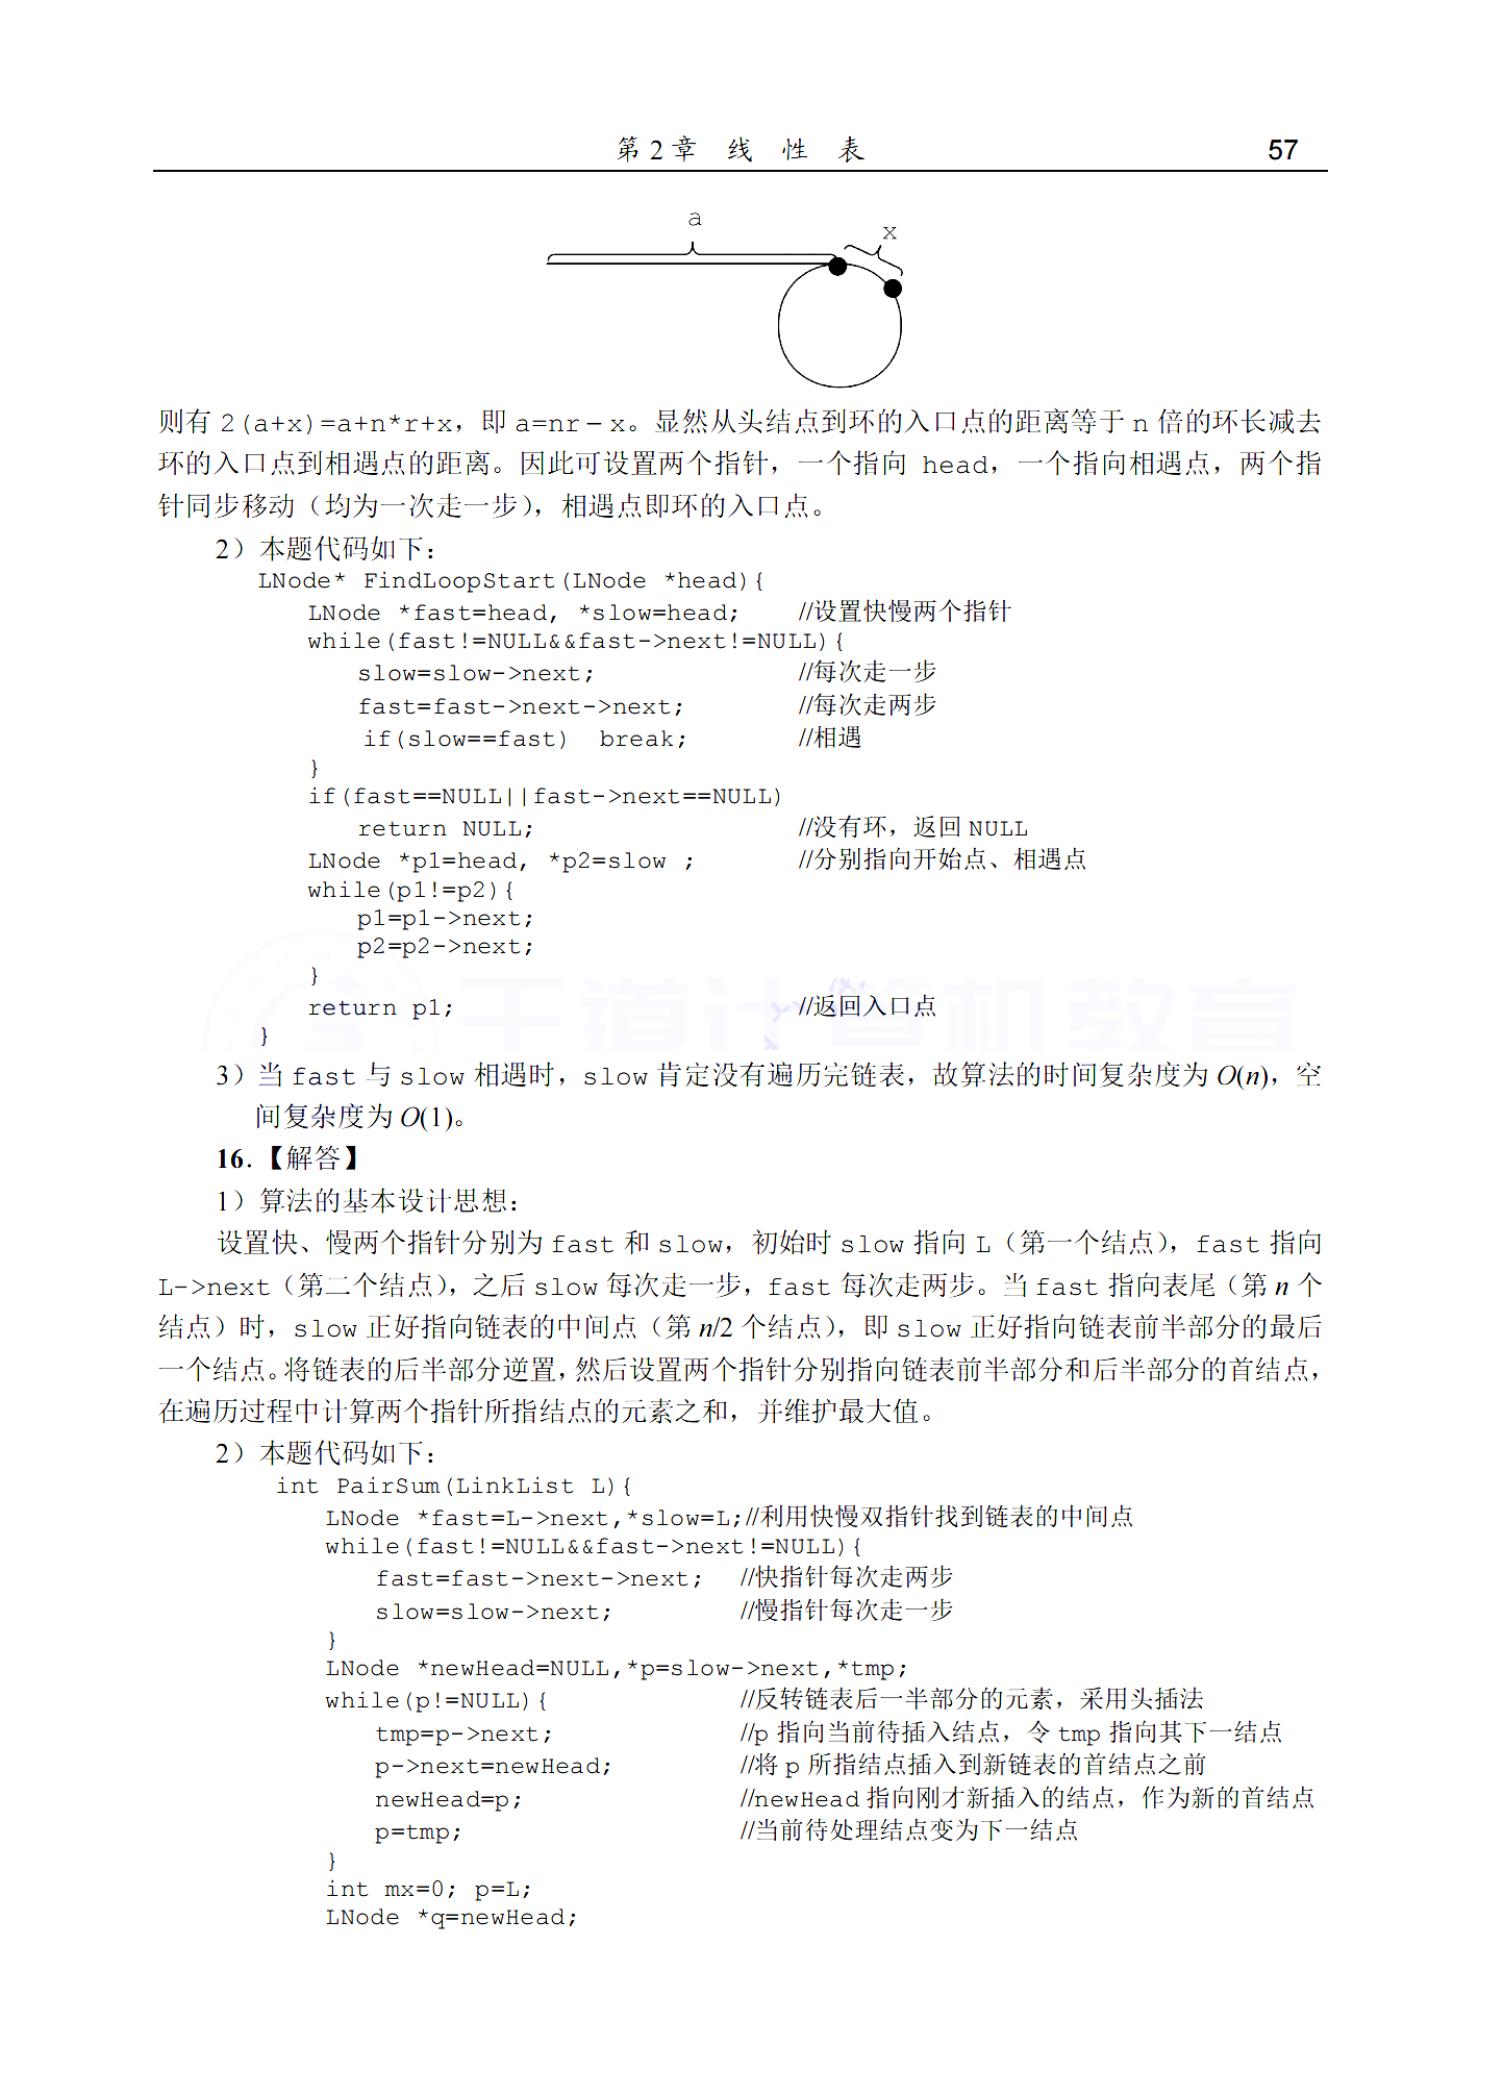 第 2 章 线 性 表 57
a
x
则有 2(a+x)=a+n*r+x，即 a=nr－x。显然从头结点到环的入口点的距离等于 n 倍的环长减去
环的入口点到相遇点的距离。因此可设置两个指针，一个指向 head，一个指向相遇点，两个指
针同步移动（均为一次走一步），相遇点即环的入口点。
2）本题代码如下：
LNode* FindLoopStart(LNode *head){
LNode *fast=head, *slow=head; //设置快慢两个指针
while(fast!=NULL&&fast->next!=NULL){
slow=slow->next; //每次走一步
fast=fast->next->next; //每次走两步
if(slow==fast) break; //相遇
}
if(fast==NULL||fast->next==NULL)
return NULL; //没有环，返回 NULL
LNode *p1=head, *p2=slow ; //分别指向开始点、相遇点
while(p1!=p2){
p1=p1->next;
p2=p2->next;
}
return p1; //返回入口点
}
3）当 fast 与 slow 相遇时，slow 肯定没有遍历完链表，故算法的时间复杂度为 O(n)，空
间复杂度为 O(1)。
16.【解答】
1）算法的基本设计思想：
设置快、慢两个指针分别为 fast 和 slow，初始时 slow 指向 L（第一个结点），fast 指向
L->next（第二个结点），之后 slow 每次走一步，fast 每次走两步。当 fast 指向表尾（第 n 个
结点）时，slow 正好指向链表的中间点（第 n/2 个结点），即 slow 正好指向链表前半部分的最后
一个结点。将链表的后半部分逆置，然后设置两个指针分别指向链表前半部分和后半部分的首结点，
在遍历过程中计算两个指针所指结点的元素之和，并维护最大值。
2）本题代码如下：
int PairSum(LinkList L){
LNode *fast=L->next,*slow=L;//利用快慢双指针找到链表的中间点
while(fast!=NULL&&fast->next!=NULL){
fast=fast->next->next; //快指针每次走两步
slow=slow->next; //慢指针每次走一步
}
LNode *newHead=NULL,*p=slow->next,*tmp;
while(p!=NULL){ //反转链表后一半部分的元素，采用头插法
tmp=p->next; //p 指向当前待插入结点，令 tmp 指向其下一结点
p->next=newHead; //将 p 所指结点插入到新链表的首结点之前
newHead=p; //newHead 指向刚才新插入的结点，作为新的首结点
p=tmp; //当前待处理结点变为下一结点
}
int mx=0; p=L;
LNode *q=newHead;